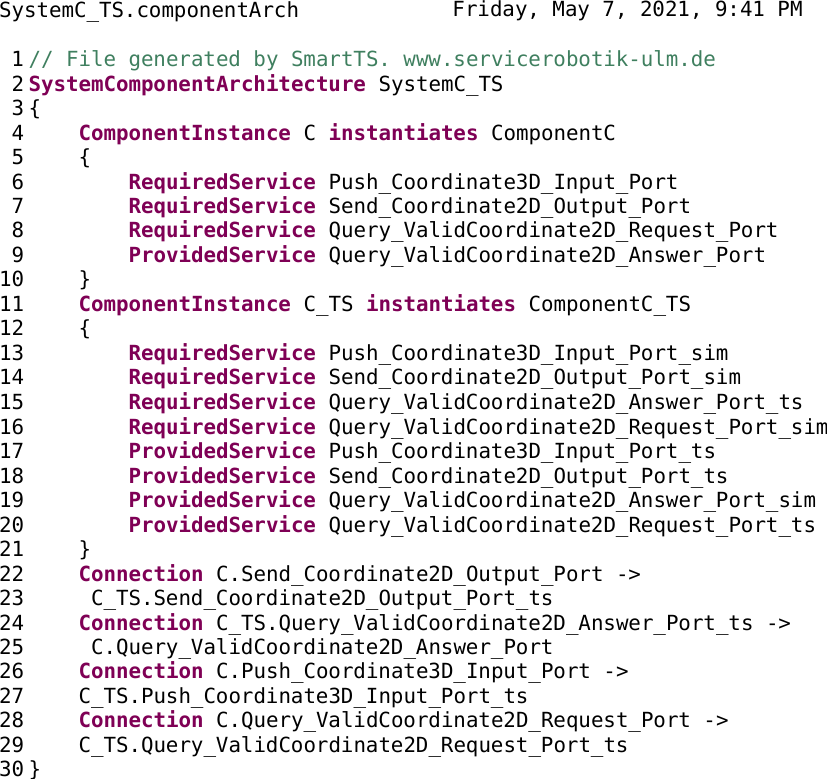 SystemC_TS.componentArch Friday, May 7, 2021, 9:41 PM
1 // File generated by SmartTS. www.servicerobotik-ulm.de
2 SystemComponentArchitecture SystemC_TS
3 {
4     ComponentInstance C instantiates ComponentC
5     {
6         RequiredService Push_Coordinate3D_Input_Port
7         RequiredService Send_Coordinate2D_Output_Port
8         RequiredService Query_ValidCoordinate2D_Request_Port
9         ProvidedService Query_ValidCoordinate2D_Answer_Port
10     }
11     ComponentInstance C_TS instantiates ComponentC_TS
12     {
13         RequiredService Push_Coordinate3D_Input_Port_sim
14         RequiredService Send_Coordinate2D_Output_Port_sim
15         RequiredService Query_ValidCoordinate2D_Answer_Port_ts
16         RequiredService Query_ValidCoordinate2D_Request_Port_sim
17         ProvidedService Push_Coordinate3D_Input_Port_ts
18         ProvidedService Send_Coordinate2D_Output_Port_ts
19         ProvidedService Query_ValidCoordinate2D_Answer_Port_sim
20         ProvidedService Query_ValidCoordinate2D_Request_Port_ts
21     }
22     Connection C.Send_Coordinate2D_Output_Port ->
23      C_TS.Send_Coordinate2D_Output_Port_ts
24     Connection C_TS.Query_ValidCoordinate2D_Answer_Port_ts ->
25      C.Query_ValidCoordinate2D_Answer_Port
26     Connection C.Push_Coordinate3D_Input_Port ->
27     C_TS.Push_Coordinate3D_Input_Port_ts
28     Connection C.Query_ValidCoordinate2D_Request_Port ->
29     C_TS.Query_ValidCoordinate2D_Request_Port_ts
30 }